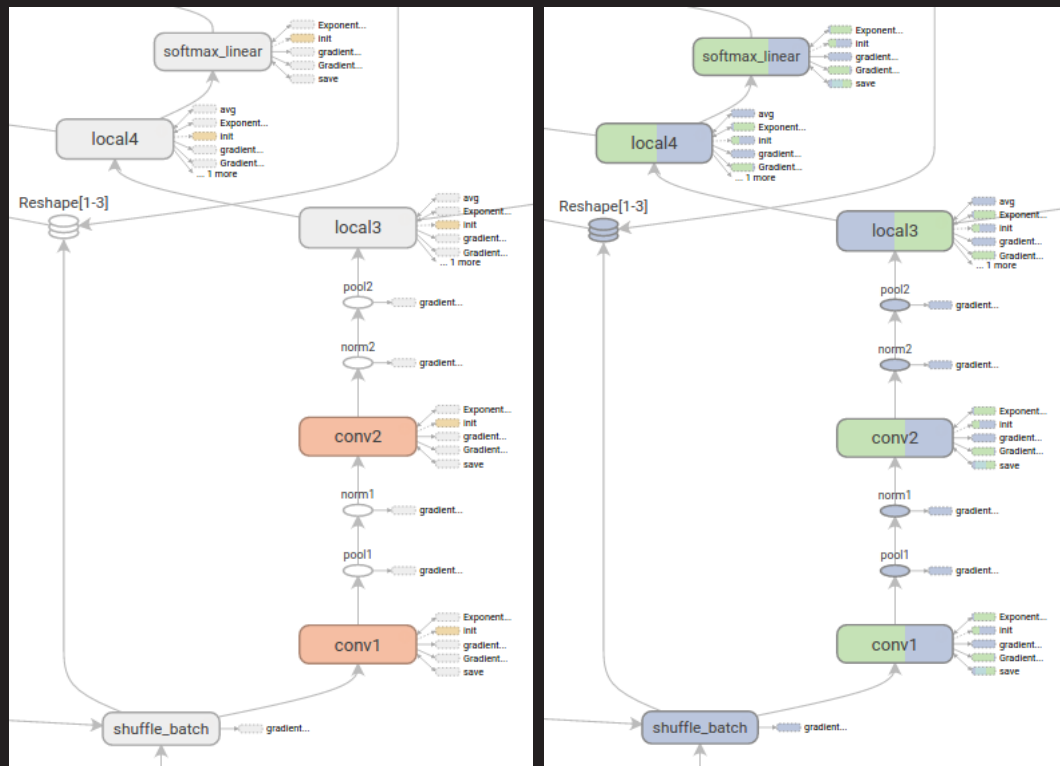 softmax_linear
Exponent...
init
gradient...
Gradient...
save
local4
avg
Exponent...
init
gradient...
Gradient...
... 1 more
Reshape[1-3]
local3
avg
Exponent...
init
gradient...
Gradient...
... 1 more
pool2
gradient...
norm2
gradient...
conv2
Exponent...
init
gradient...
Gradient...
save
norm1
gradient...
pool1
gradient...
conv1
Exponent...
init
gradient...
Gradient...
save
shuffle_batch
gradient...
softmax_linear
Exponent...
init
gradient...
Gradient...
save
local4
avg
Exponent...
init
gradient...
Gradient...
... 1 more
Reshape[1-3]
local3
avg
Exponent...
init
gradient...
Gradient...
... 1 more
pool2
gradient...
norm2
gradient...
conv2
Exponent...
init
gradient...
Gradient...
save
norm1
gradient...
pool1
gradient...
conv1
Exponent...
init
gradient...
Gradient...
save
shuffle_batch
gradient...